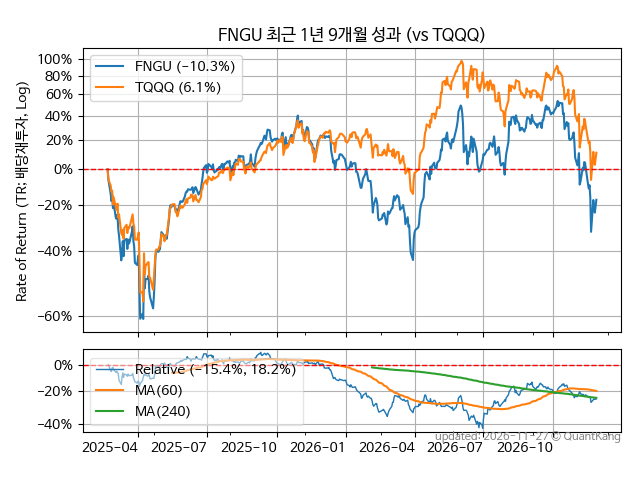 FNGU 최근 1년 9개월 성과 (vs TQQQ)
FNGU (−10.3%)
TQQQ (6.1%)
100%
80%
60%
40%
20%
0%
−20%
−40%
−60%
Rate of Return (TR: 배당재투자, Log)
Relative (−15.4%, 18.2%)
MA(60)
MA(240)
0%
−20%
−40%
2025−04 2025−07 2025−10 2026−01 2026−04 2026−07 2026−10
updated: 2026−11−27 © QuantKang